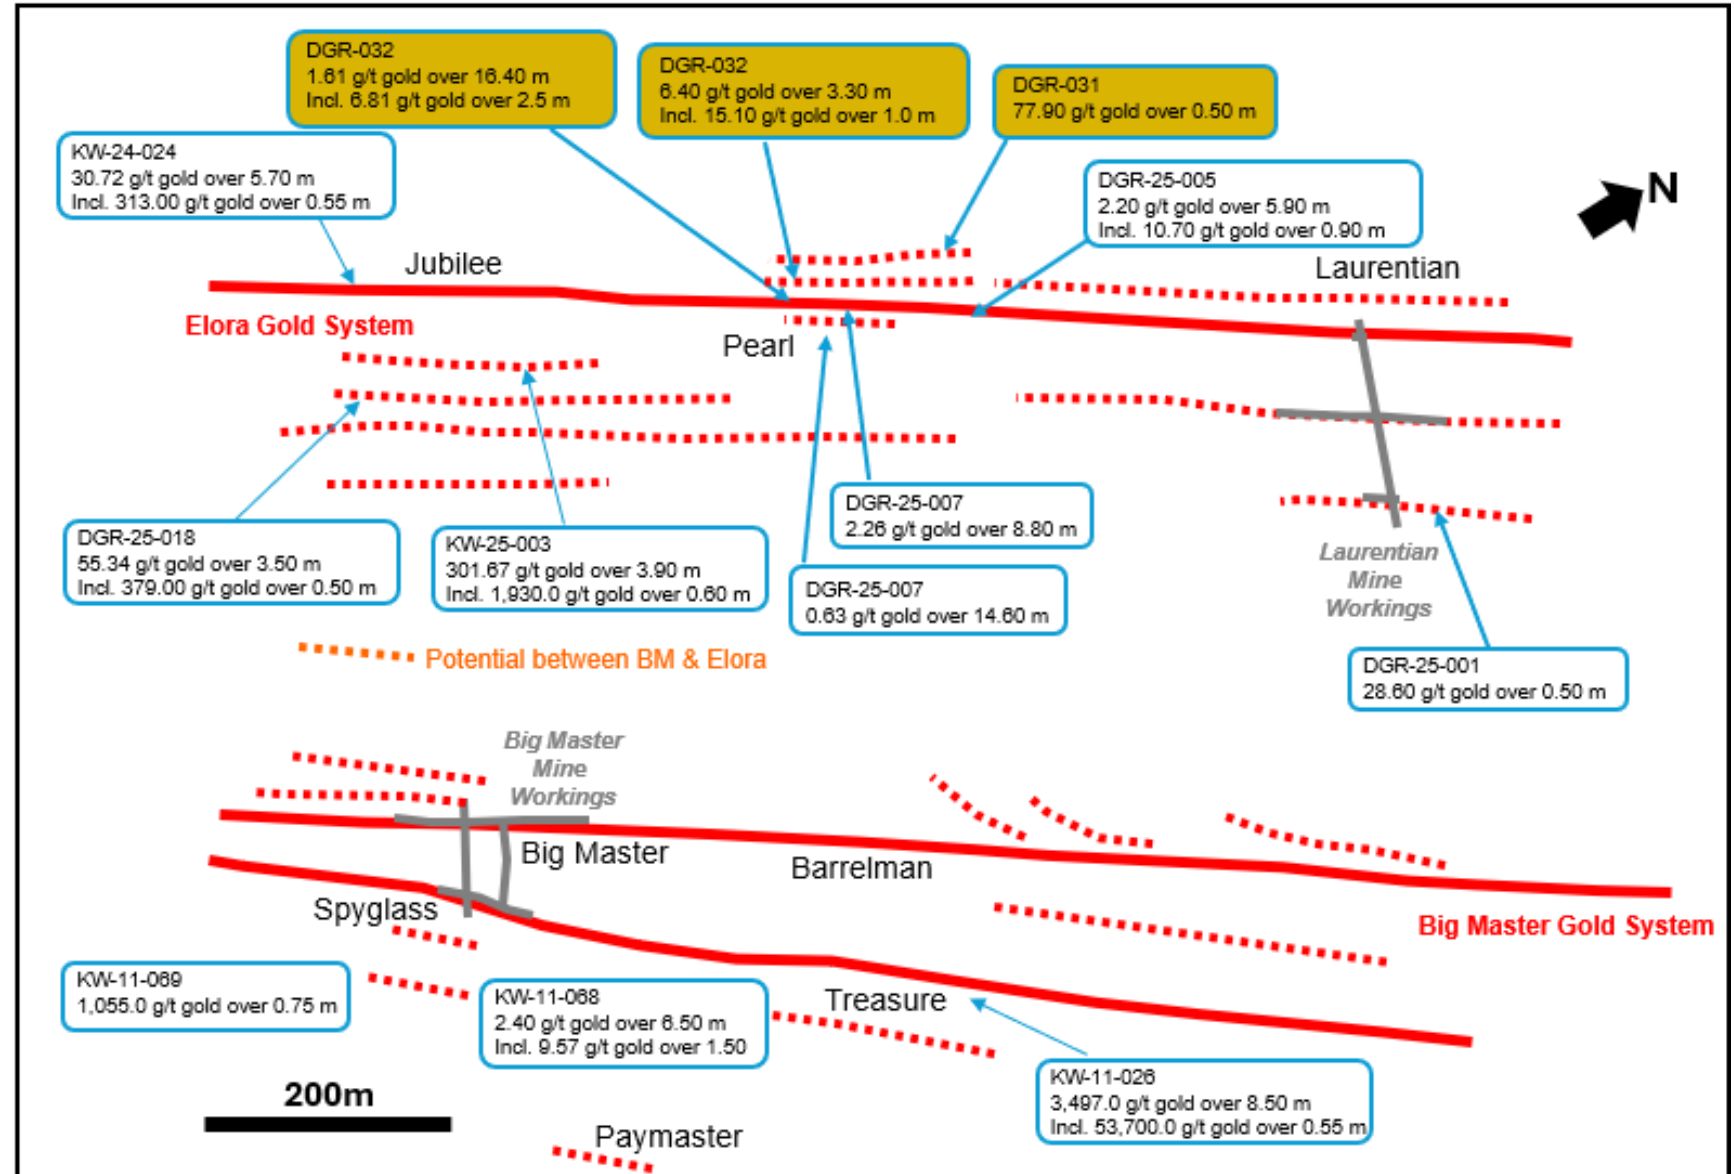 DGR-032
1.61 g/t gold over 16.40 m
Incl. 6.81 g/t gold over 2.5 m
DGR-032
6.40 g/t gold over 3.30 m
Incl. 15.10 g/t gold over 1.0 m
DGR-031
77.90 g/t gold over 0.50 m
KW-24-024
30.72 g/t gold over 5.70 m
Incl. 313.00 g/t gold over 0.55 m
DGR-25-005
2.20 g/t gold over 5.90 m
Incl. 10.70 g/t gold over 0.90 m
N
Jubilee
Laurentian
Elora Gold System
Pearl
DGR-25-018
55.34 g/t gold over 3.50 m
Incl. 379.00 g/t gold over 0.50 m
KW-25-003
301.67 g/t gold over 3.90 m
Incl. 1,930.0 g/t gold over 0.60 m
DGR-25-007
2.26 g/t gold over 8.80 m
DGR-25-007
0.63 g/t gold over 14.60 m
Laurentian
Mine
Workings
DGR-25-001
28.60 g/t gold over 0.50 m
Potential between BM & Elora
Big Master
Mine
Workings
Big Master
Barrelman
Spyglass
Big Master Gold System
KW-11-069
1,055.0 g/t gold over 0.75 m
KW-11-068
2.40 g/t gold over 6.50 m
Incl. 9.57 g/t gold over 1.50
Treasure
KW-11-026
3,497.0 g/t gold over 8.50 m
Incl. 53,700.0 g/t gold over 0.55 m
200m
Paymaster